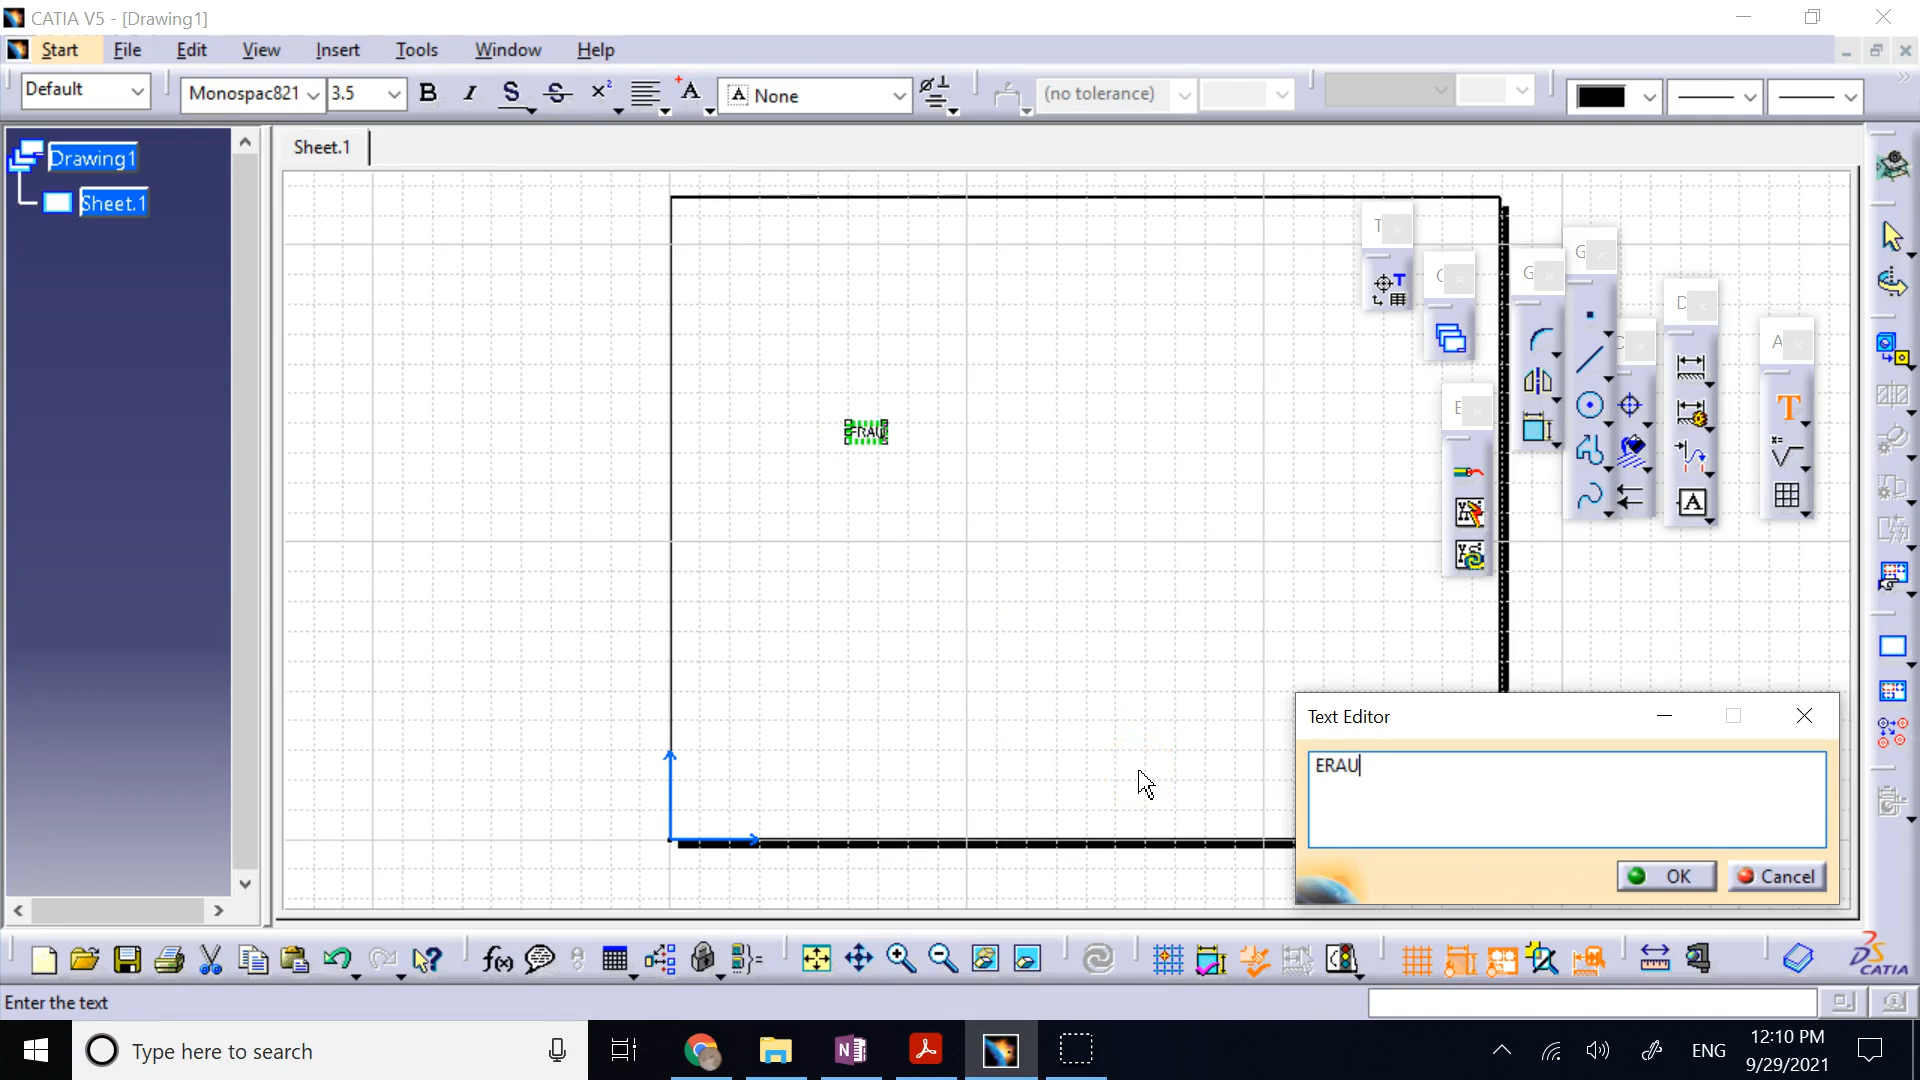 CATIA V5 - [Drawing1]
Start File Edit View Insert Tools Window Help
Default Monospac821 3.5 B I S S X² A A None (no tolerance)
Drawing1
Sheet.1
Sheet.1
T
G
G
D
A
ERAU
Text Editor
ERAU
OK Cancel
f(x)
CATIA
Enter the text
Type here to search
ENG
12:10 PM
9/29/2021